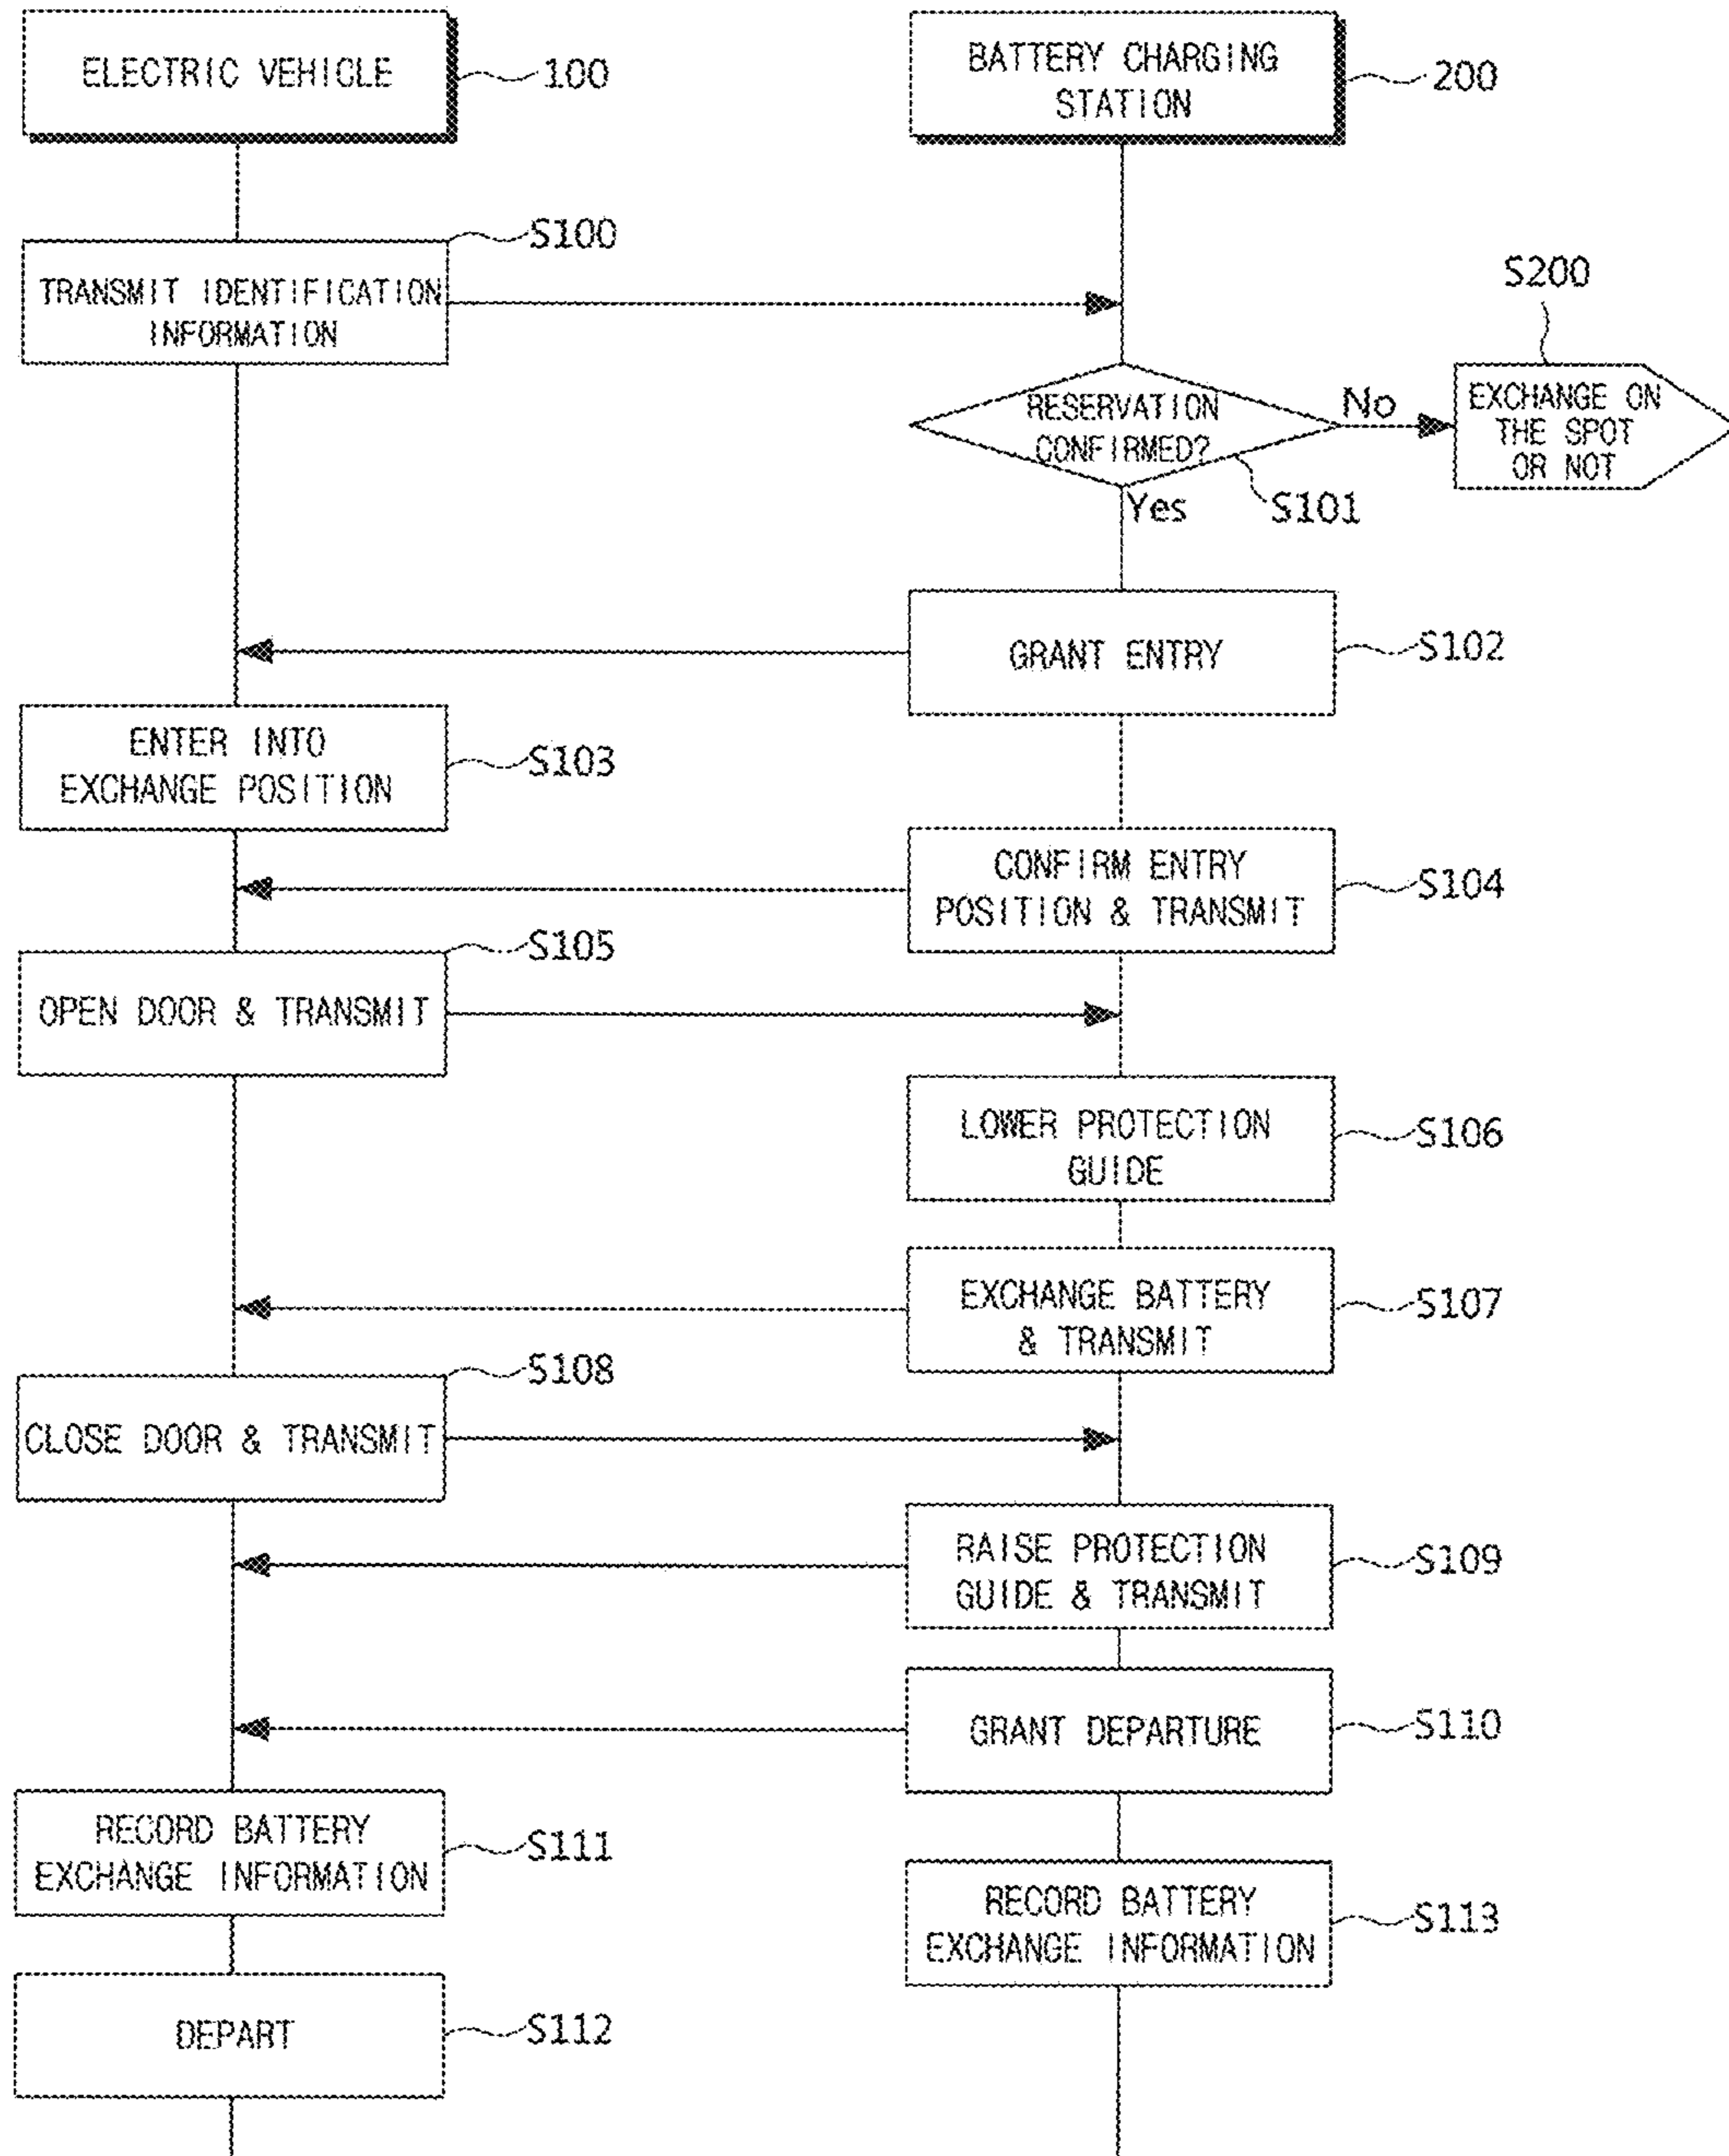 ELECTRIC VEHICLE
100
BATTERY CHARGING
STATION
200
S100
TRANSMIT IDENTIFICATION
INFORMATION
S200
RESERVATION
CONFIRMED?
No
EXCHANGE ON
THE SPOT
OR NOT
Yes
S101
GRANT ENTRY
S102
ENTER INTO
EXCHANGE POSITION
S103
CONFIRM ENTRY
POSITION & TRANSMIT
S104
S105
OPEN DOOR & TRANSMIT
LOWER PROTECTION
GUIDE
S106
EXCHANGE BATTERY
& TRANSMIT
S107
S108
CLOSE DOOR & TRANSMIT
RAISE PROTECTION
GUIDE & TRANSMIT
S109
GRANT DEPARTURE
S110
RECORD BATTERY
EXCHANGE INFORMATION
S111
RECORD BATTERY
EXCHANGE INFORMATION
S113
DEPART
S112